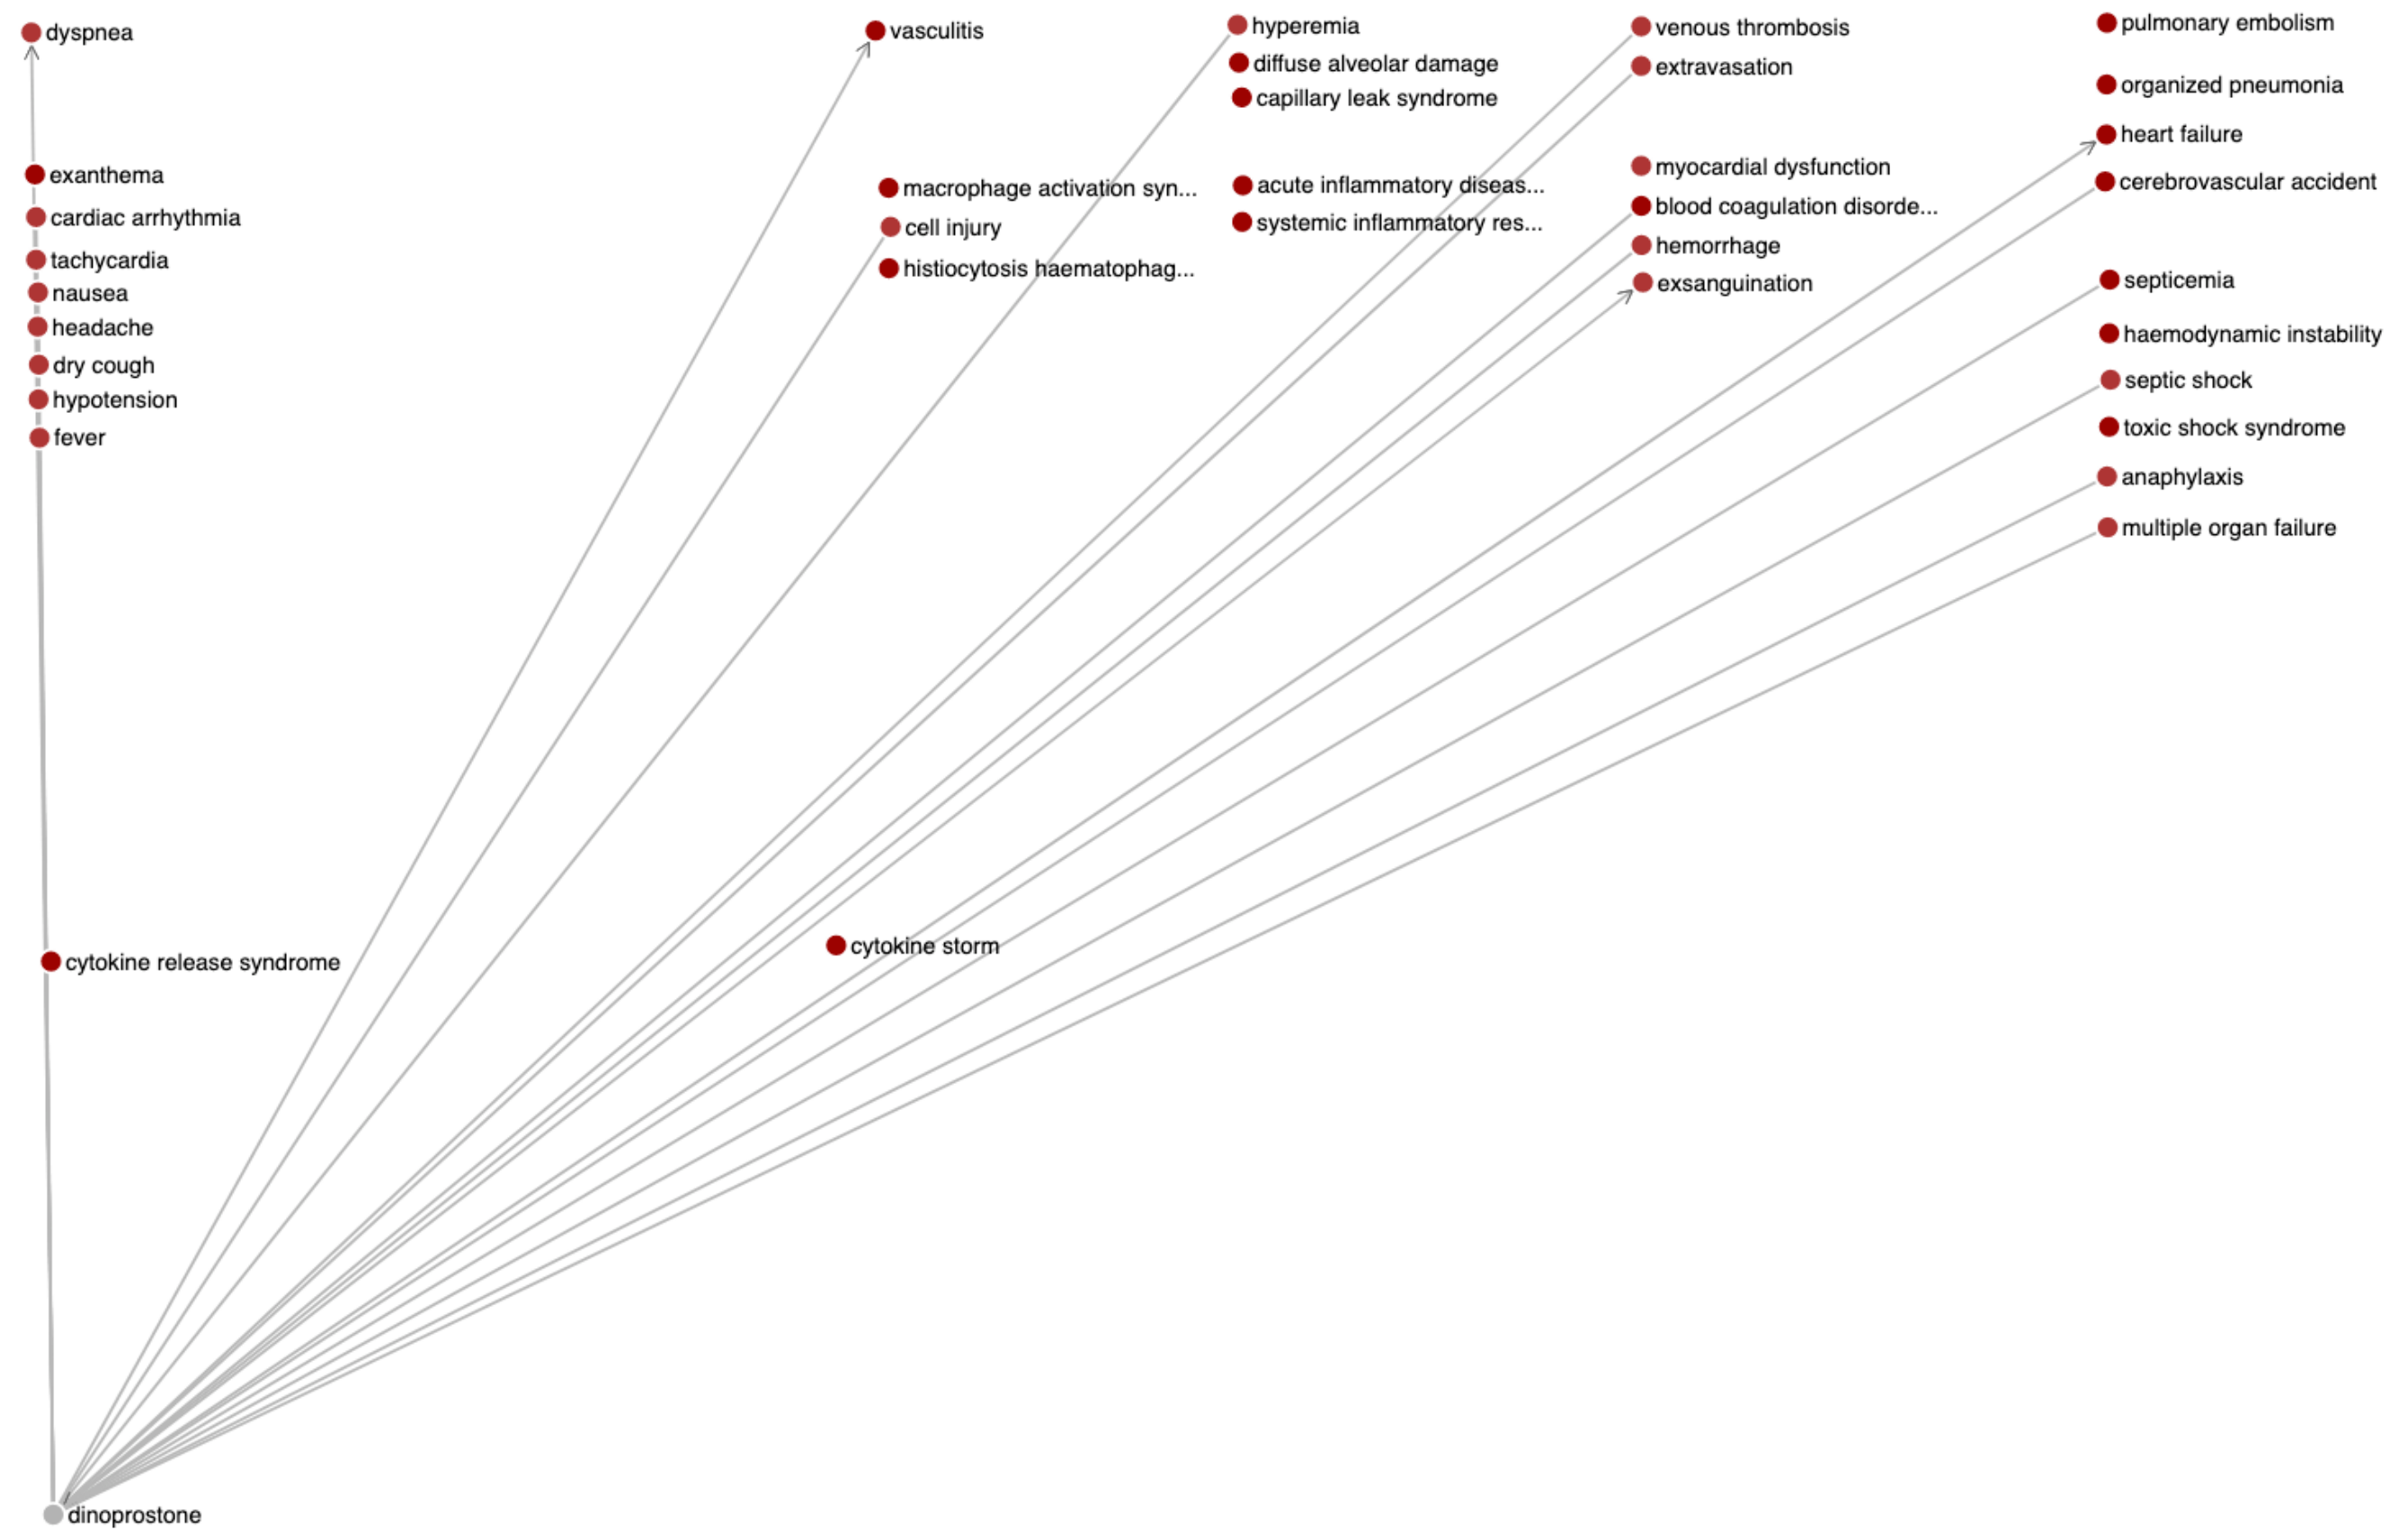 dyspnea
exanthema
cardiac arrhythmia
tachycardia
nausea
headache
dry cough
hypotension
fever
cytokine release syndrome
dinoprostone
vasculitis
macrophage activation syn...
cell injury
histiocytosis haematophag...
cytokine storm
hyperemia
diffuse alveolar damage
capillary leak syndrome
acute inflammatory diseas...
systemic inflammatory res...
venous thrombosis
extravasation
myocardial dysfunction
blood coagulation disorde...
hemorrhage
exsanguination
pulmonary embolism
organized pneumonia
heart failure
cerebrovascular accident
septicemia
haemodynamic instability
septic shock
toxic shock syndrome
anaphylaxis
multiple organ failure